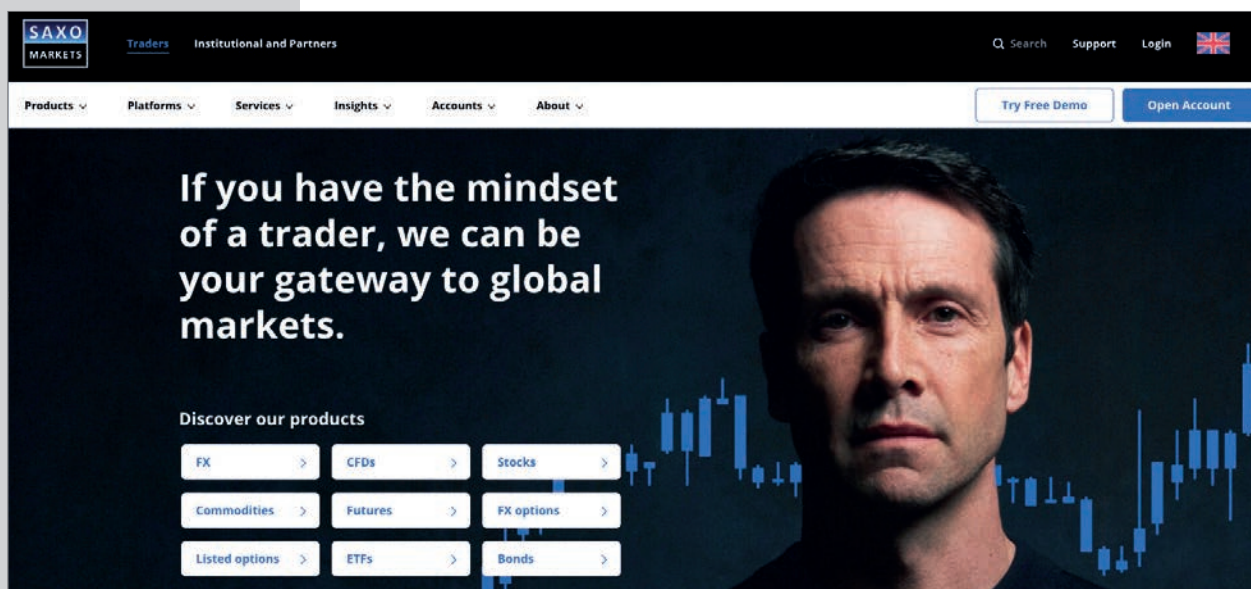 SAXO
MARKETS
Traders Institutional and Partners
Search Support Login
Products Platforms Services Insights Accounts About
Try Free Demo Open Account
If you have the mindset
of a trader, we can be
your gateway to global
markets.
Discover our products
FX CFDs Stocks
Commodities Futures FX options
Listed options ETFs Bonds